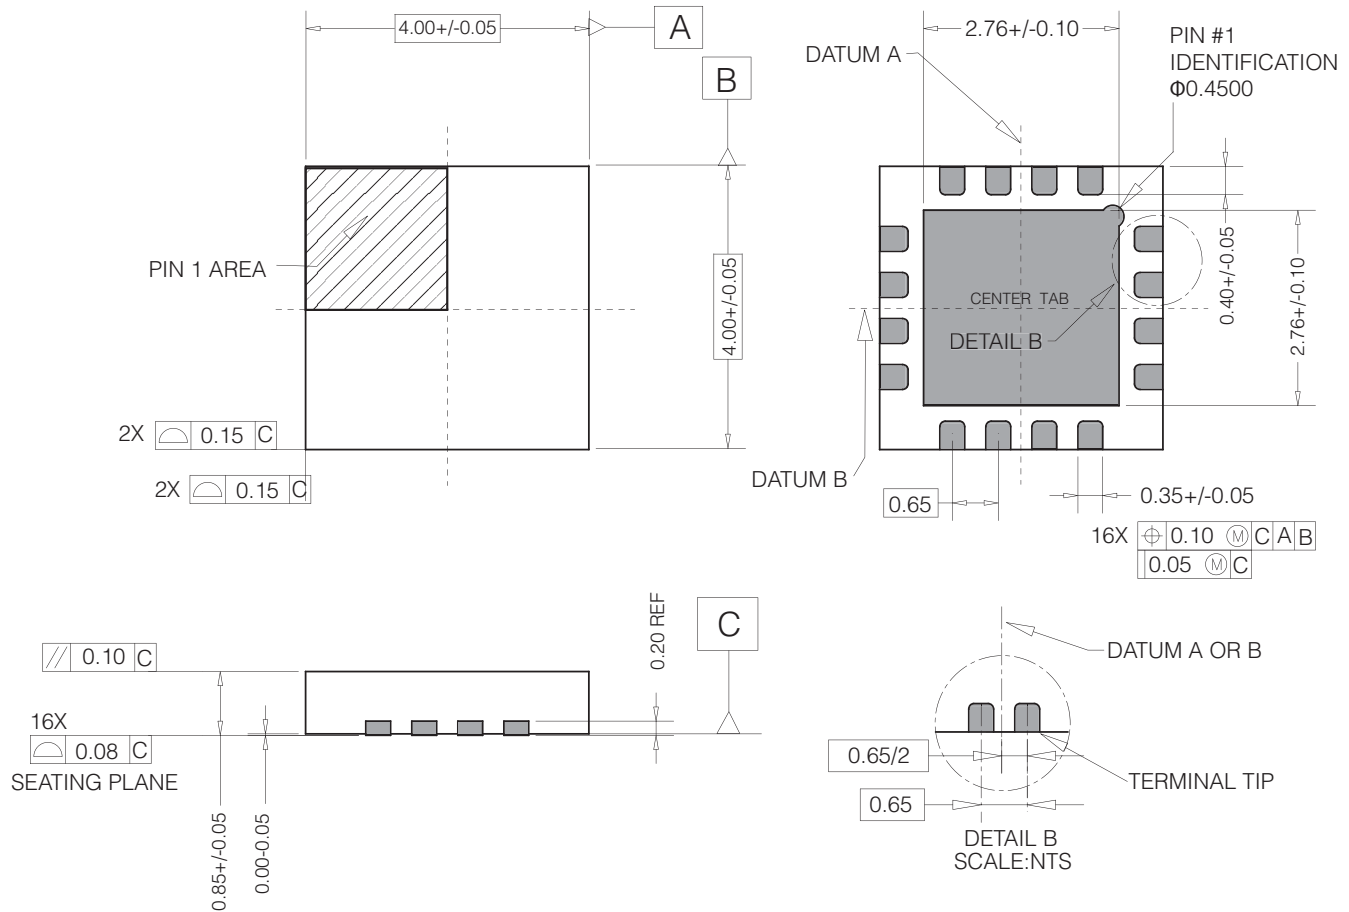 4.00+/-0.05
A
B
PIN 1 AREA
4.00+/-0.05
2X ⌓ 0.15 C
2X ⌓ 0.15 C
2.76+/-0.10
DATUM A
PIN #1
IDENTIFICATION
Φ0.4500
0.40+/-0.05
2.76+/-0.10
CENTER TAB
DETAIL B
DATUM B
0.65
0.35+/-0.05
16X ⌖ 0.10 Ⓜ C A B
0.05 Ⓜ C
// 0.10 C
16X
⌓ 0.08 C
SEATING PLANE
0.85+/-0.05
0.00-0.05
0.20 REF
C
DATUM A OR B
0.65/2
TERMINAL TIP
0.65
DETAIL B
SCALE:NTS